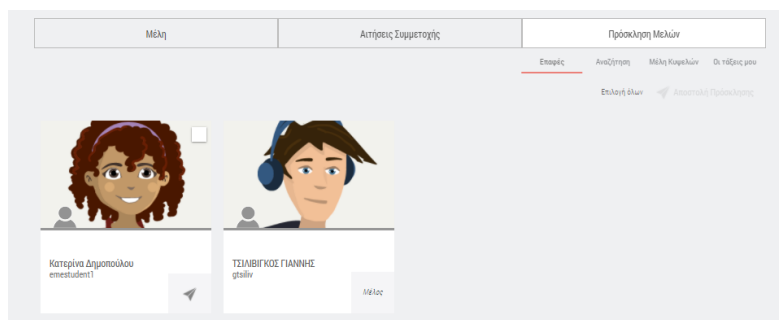 Μέλη Αιτήσεις Συμμετοχής Πρόσκληση Μελών
Επαφές Αναζήτηση Μέλη Κυψελών Οι τάξεις μου
Επιλογή όλων Αποστολή Πρόσκλησης
Κατερίνα Δημοπούλου
emestudent1
ΤΣΙΛΙΒΙΓΚΟΣ ΓΙΑΝΝΗΣ
gtsiliv
Μέλος